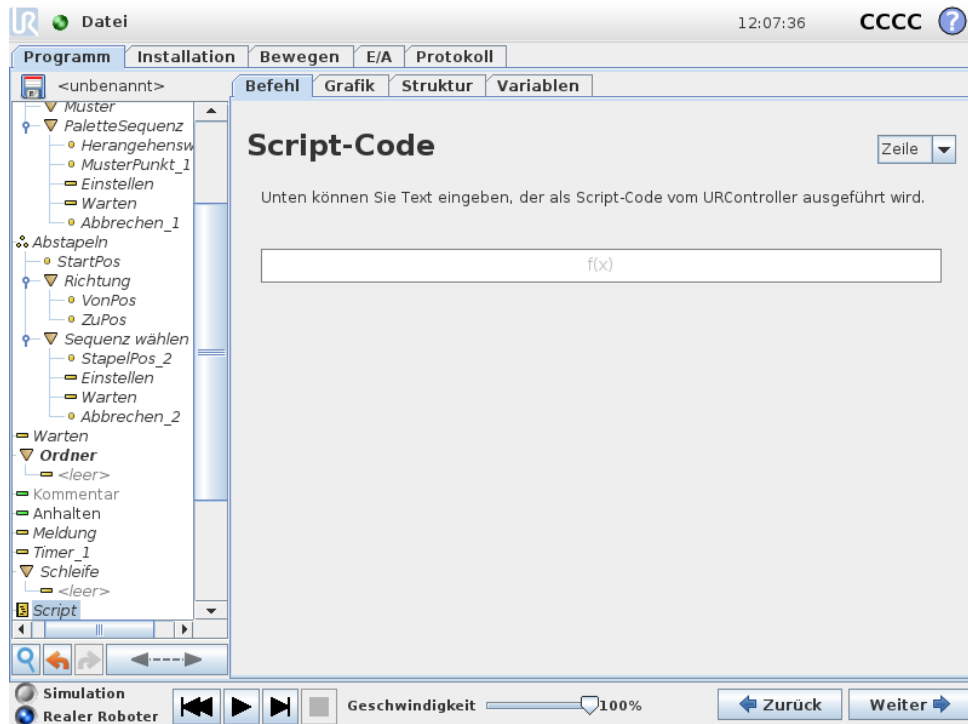 UR Datei 12:07:36 CCCC ?
Programm Installation Bewegen E/A Protokoll
<unbenannt> Befehl Grafik Struktur Variablen
Muster
PaletteSequenz
Herangehensw
MusterPunkt_1
Einstellen
Warten
Abbrechen_1
Abstapeln
StartPos
Richtung
VonPos
ZuPos
Sequenz wählen
StapelPos_2
Einstellen
Warten
Abbrechen_2
Warten
Ordner
<leer>
Kommentar
Anhalten
Meldung
Timer_1
Schleife
<leer>
Script
Script-Code
Zeile
Unten können Sie Text eingeben, der als Script-Code vom URController ausgeführt wird.
f(x)
Simulation
Realer Roboter
Geschwindigkeit 100%
Zurück Weiter